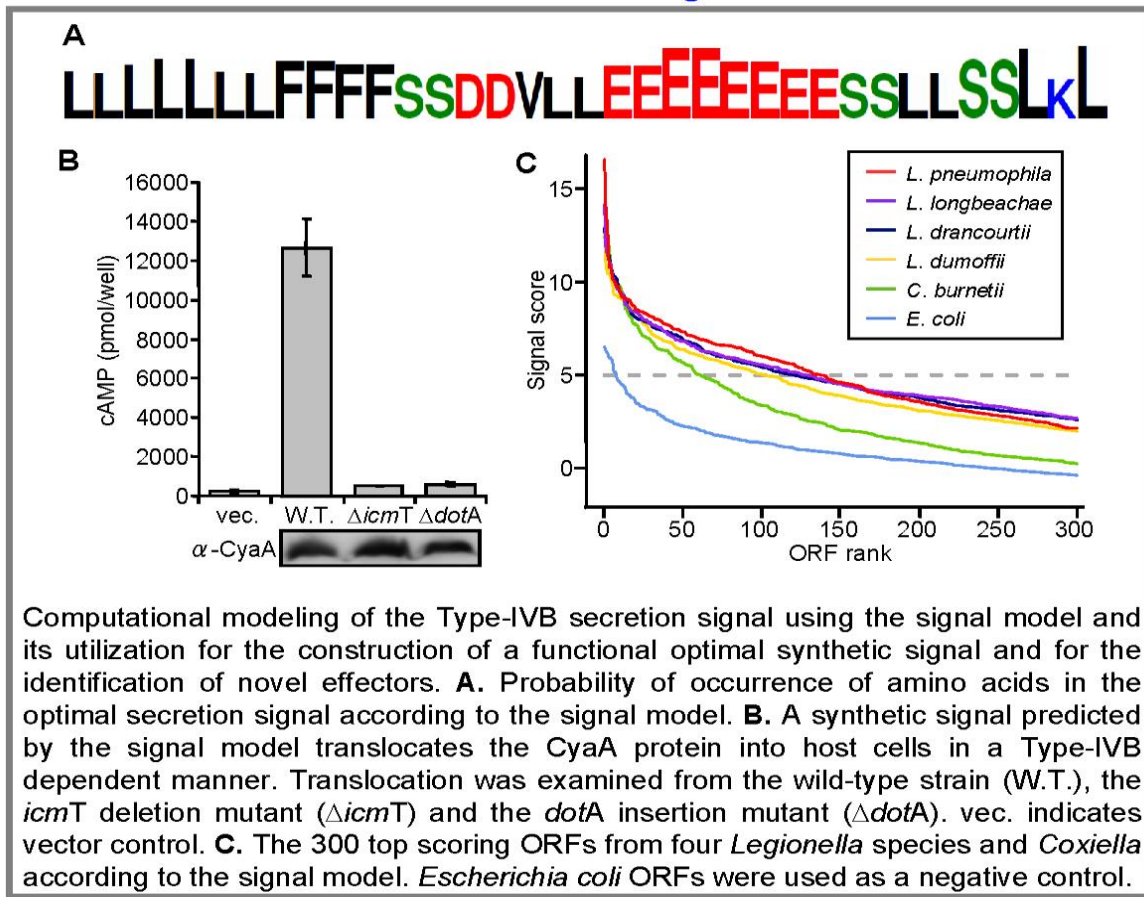 A
LLLLLLLFFFFSSDDVLLEEEEEEEESSLLSSLKL
B
cAMP (pmol/well)
16000
14000
12000
10000
8000
6000
4000
2000
0
vec. W.T. ΔicmT ΔdotA
α-CyaA
C
Signal score
15
10
5
0
L. pneumophila
L. longbeachae
L. drancourtii
L. dumoffii
C. burnetii
E. coli
0 50 100 150 200 250 300
ORF rank
Computational modeling of the Type-IVB secretion signal using the signal model and
its utilization for the construction of a functional optimal synthetic signal and for the
identification of novel effectors. A. Probability of occurrence of amino acids in the
optimal secretion signal according to the signal model. B. A synthetic signal predicted
by the signal model translocates the CyaA protein into host cells in a Type-IVB
dependent manner. Translocation was examined from the wild-type strain (W.T.), the
icmT deletion mutant (ΔicmT) and the dotA insertion mutant (ΔdotA). vec. indicates
vector control. C. The 300 top scoring ORFs from four Legionella species and Coxiella
according to the signal model. Escherichia coli ORFs were used as a negative control.